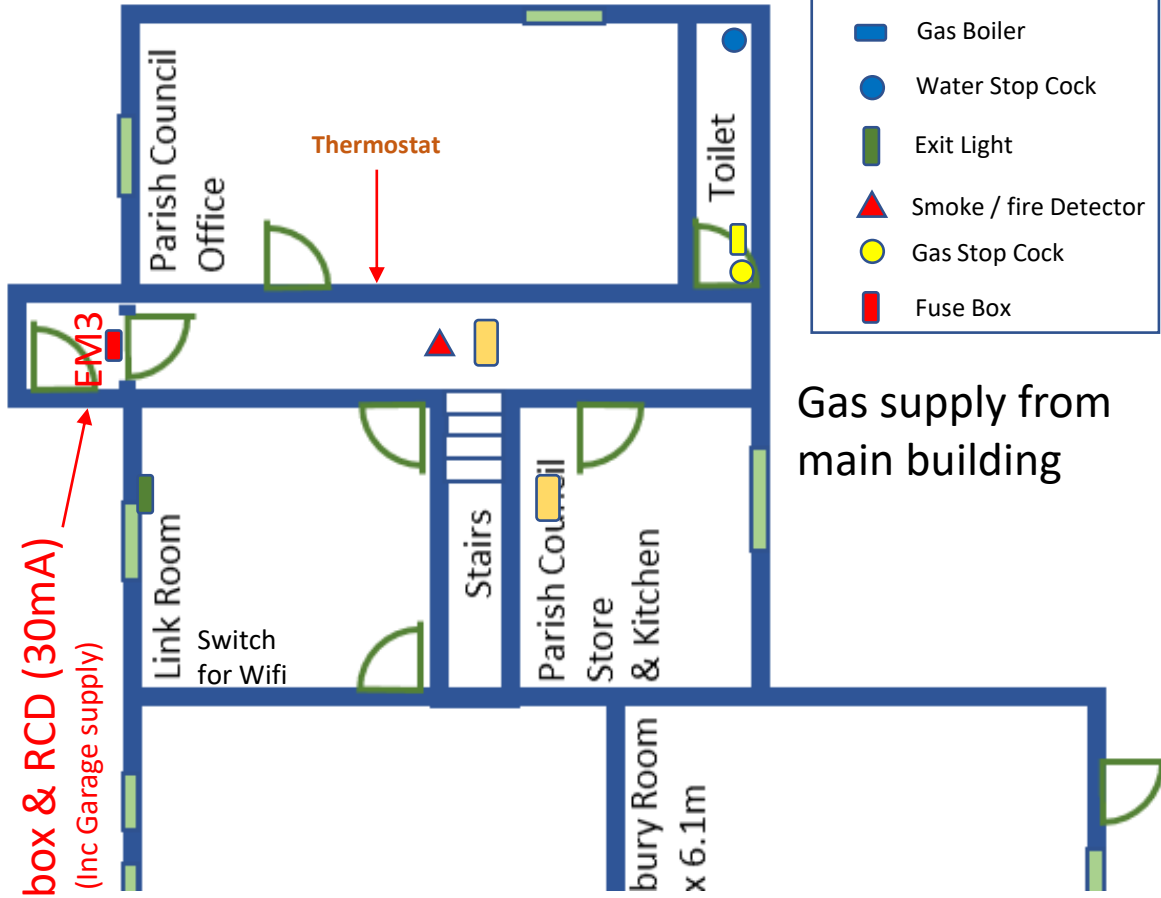 Gas Boiler
Water Stop Cock
Exit Light
Smoke / fire Detector
Gas Stop Cock
Fuse Box
Parish Council
Office
Thermostat
Toilet
EM3
Gas supply from
main building
box & RCD (30mA)
(Inc Garage supply)
Link Room
Switch
for Wifi
Stairs
Parish Council
Store
& Kitchen
bury Room
x 6.1m